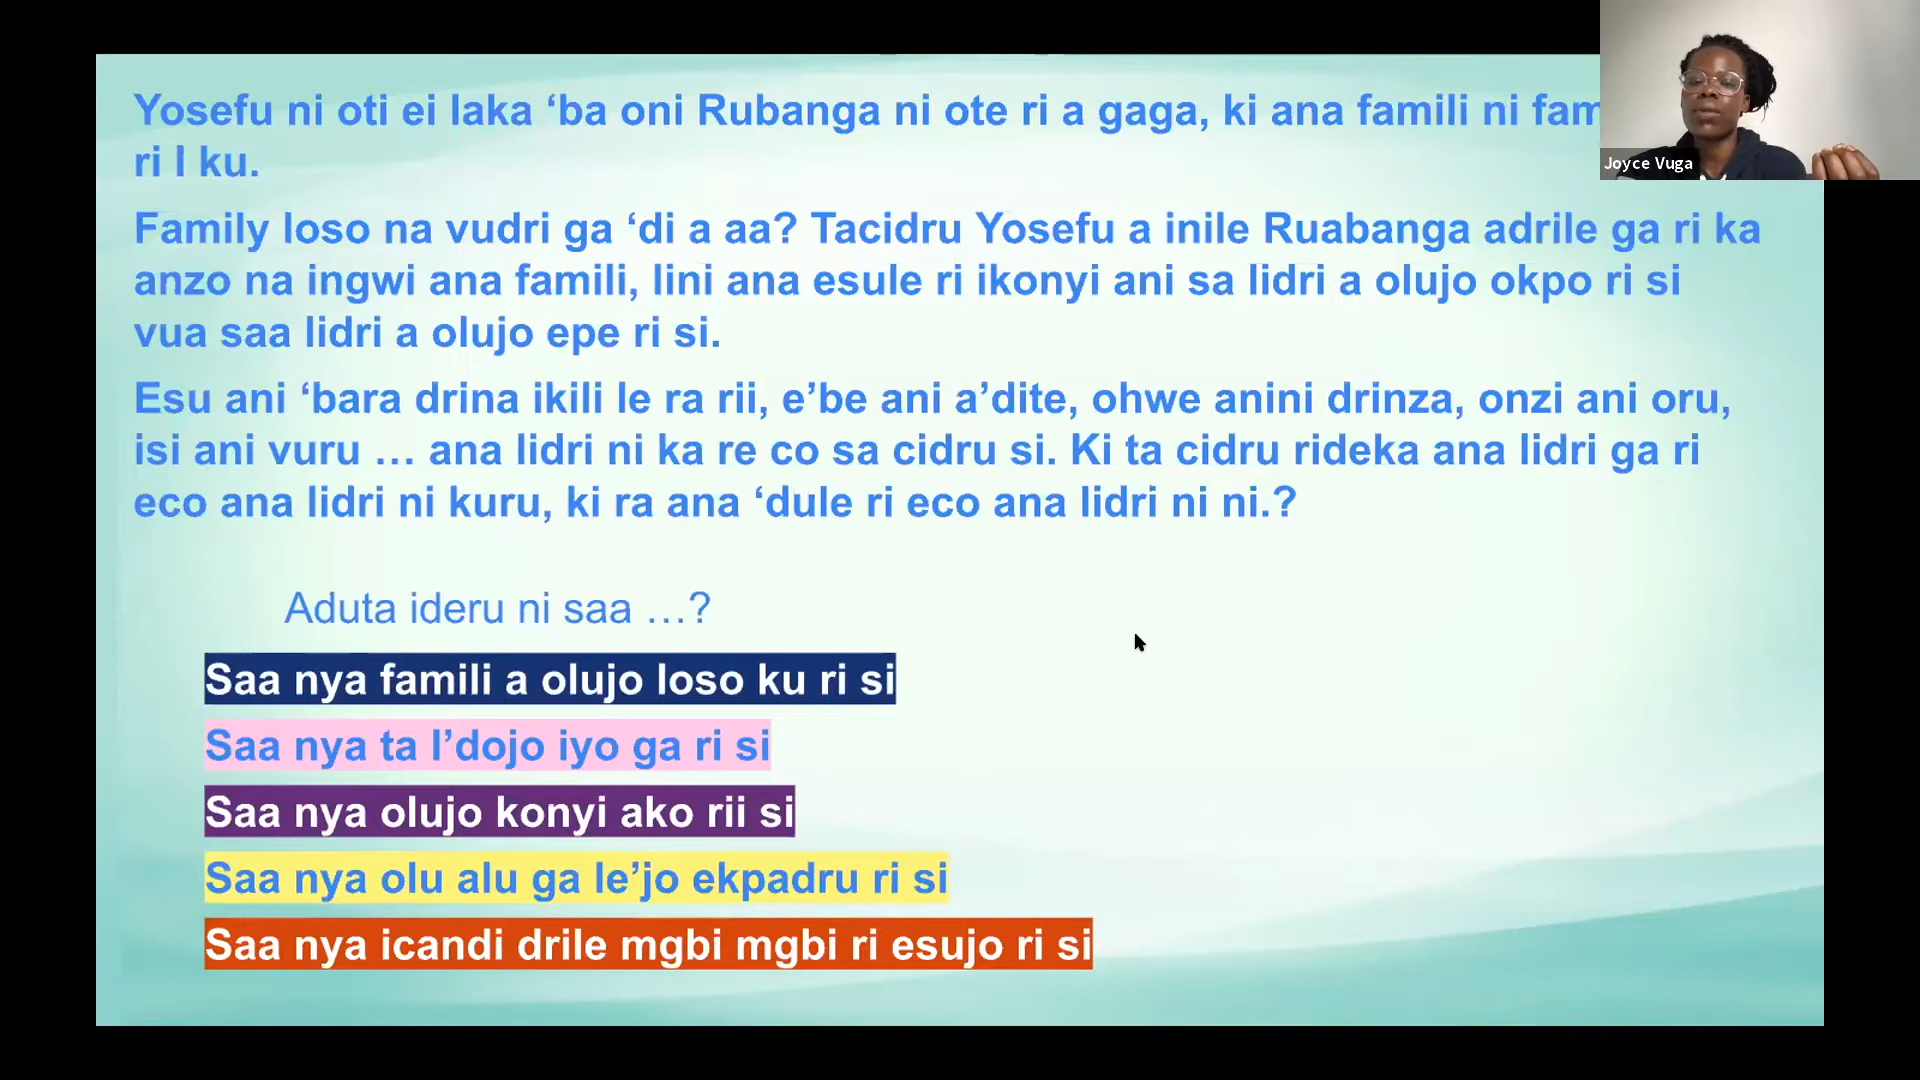 Yosefu ni oti ei laka ‘ba oni Rubanga ni ote ri a gaga, ki ana famili ni
ri I ku.
Family loso na vudri ga ‘di a aa? Tacidru Yosefu a inile Ruabanga adrile ga ri ka
anzo na ingwi ana famili, lini ana esule ri ikonyi ani sa lidri a olujo okpo ri si
vua saa lidri a olujo epe ri si.
Esu ani ‘bara drina ikili le ra rii, e’be ani a’dite, ohwe anini drinza, onzi ani oru,
isi ani vuru … ana lidri ni ka re co sa cidru si. Ki ta cidru rideka ana lidri ga ri
eco ana lidri ni kuru, ki ra ana ‘dule ri eco ana lidri ni ni.?
Aduta ideru ni saa …?
Saa nya famili a olujo loso ku ri si
Saa nya ta l’dojo iyo ga ri si
Saa nya olujo konyi ako rii si
Saa nya olu alu ga le’jo ekpadru ri si
Saa nya icandi drile mgbi mgbi ri esujo ri si
Joyce Vuga